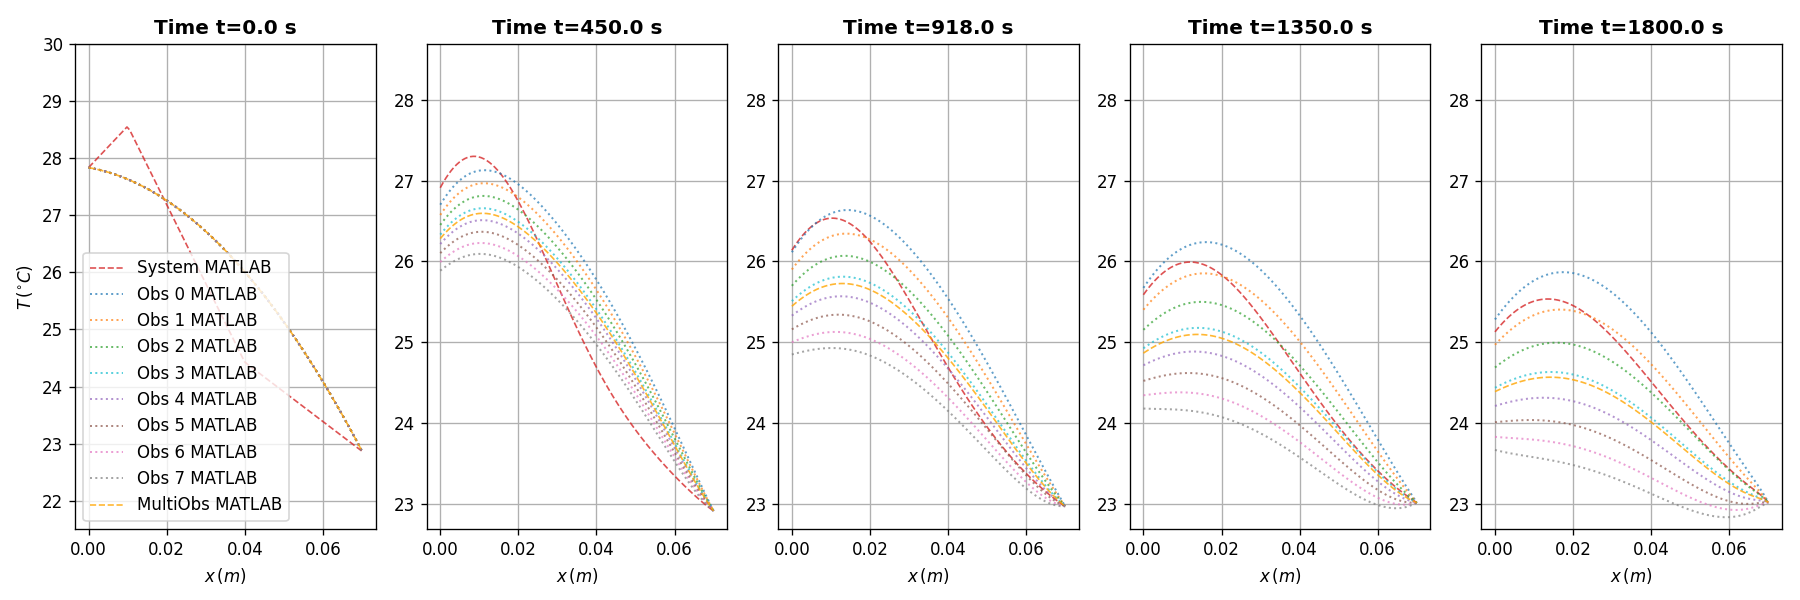 Time t=0.0 s
Time t=450.0 s
Time t=918.0 s
Time t=1350.0 s
Time t=1800.0 s
T (°C)
30
29
28
27
26
25
24
23
22
System MATLAB
Obs 0 MATLAB
Obs 1 MATLAB
Obs 2 MATLAB
Obs 3 MATLAB
Obs 4 MATLAB
Obs 5 MATLAB
Obs 6 MATLAB
Obs 7 MATLAB
MultiObs MATLAB
0.00 0.02 0.04 0.06
x (m)
28
27
26
25
24
23
0.00 0.02 0.04 0.06
x (m)
28
27
26
25
24
23
0.00 0.02 0.04 0.06
x (m)
28
27
26
25
24
23
0.00 0.02 0.04 0.06
x (m)
28
27
26
25
24
23
0.00 0.02 0.04 0.06
x (m)